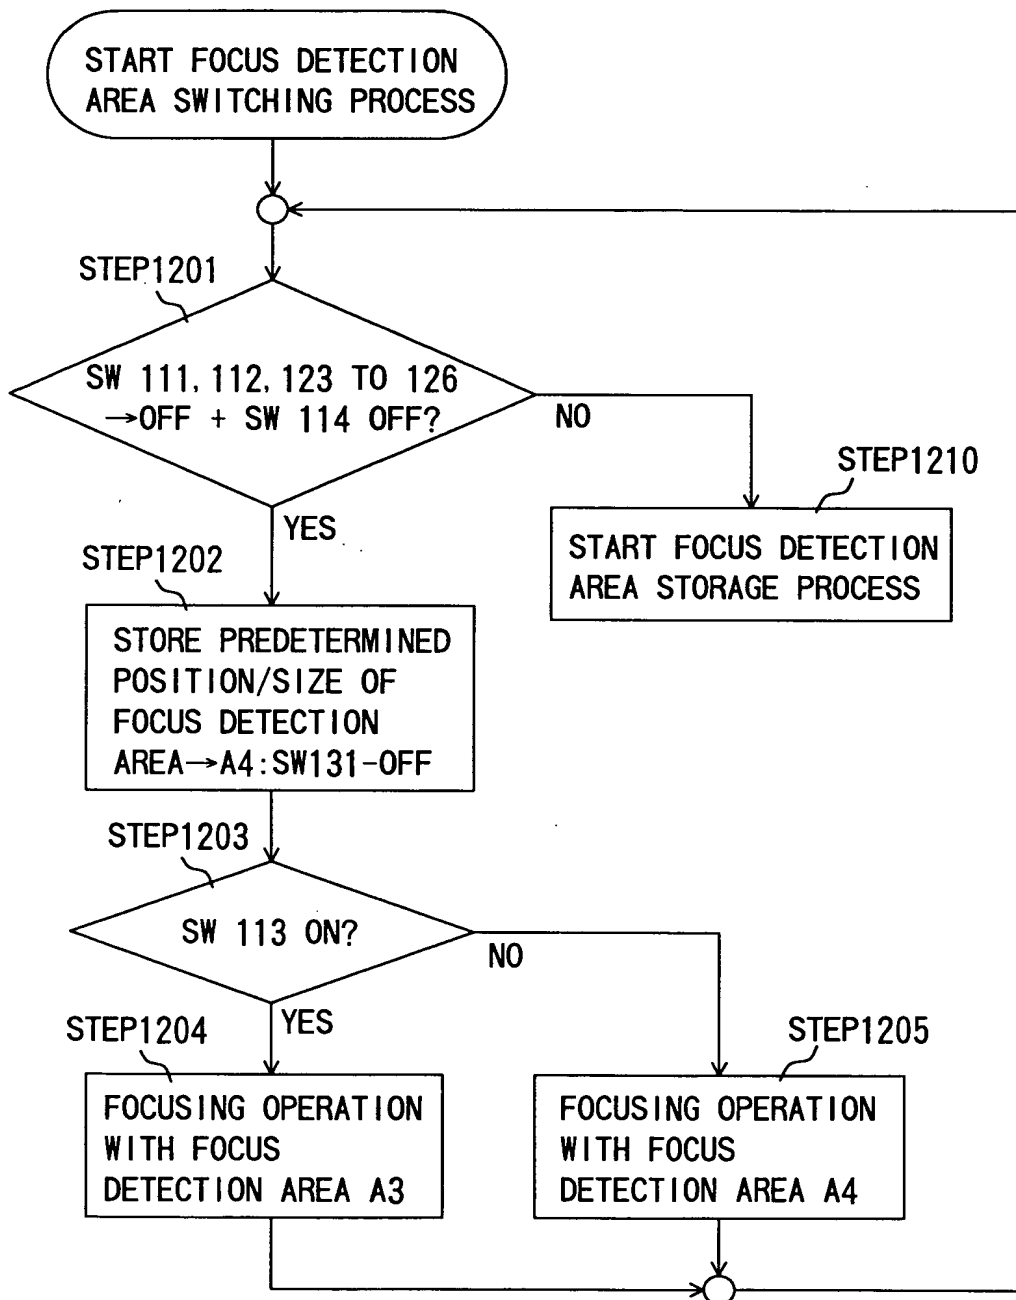 START FOCUS DETECTION
AREA SWITCHING PROCESS
STEP1201
SW 111, 112, 123 TO 126
→OFF + SW 114 OFF?
NO
YES
STEP1210
START FOCUS DETECTION
AREA STORAGE PROCESS
STEP1202
STORE PREDETERMINED
POSITION/SIZE OF
FOCUS DETECTION
AREA→A4:SW131-OFF
STEP1203
SW 113 ON?
NO
YES
STEP1204
FOCUSING OPERATION
WITH FOCUS
DETECTION AREA A3
STEP1205
FOCUSING OPERATION
WITH FOCUS
DETECTION AREA A4